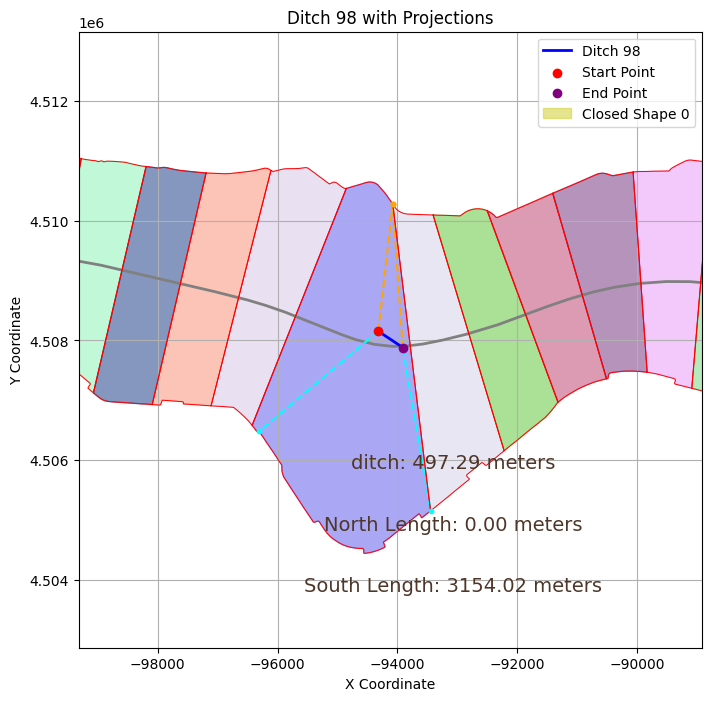 Ditch 98 with Projections
1e6
Ditch 98
Start Point
End Point
Closed Shape 0
4.512
4.510
4.508
4.506
4.504
Y Coordinate
ditch: 497.29 meters
North Length: 0.00 meters
South Length: 3154.02 meters
−98000
−96000
−94000
−92000
−90000
X Coordinate